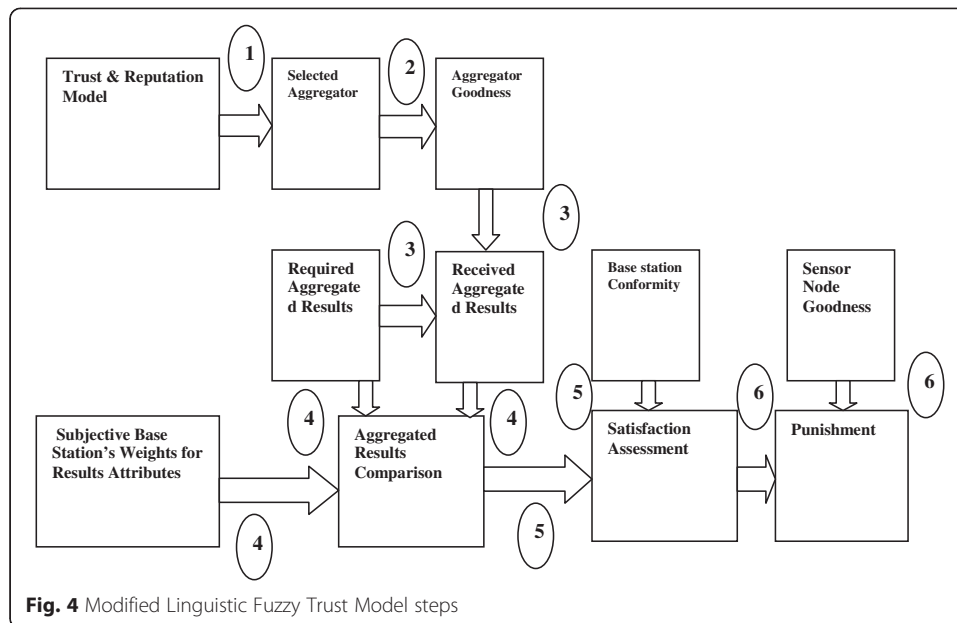 1
2
Trust & Reputation
Model
Selected
Aggregator
Aggregator
Goodness
3
3
Required
Aggregate
d Results
Received
Aggregate
d Results
Base station
Conformity
Sensor
Node
Goodness
4
4
5
6
6
Subjective Base
Station's Weights for
Results Attributes
Aggregated
Results
Comparison
Satisfaction
Assessment
Punishment
4
5
Fig. 4 Modified Linguistic Fuzzy Trust Model steps